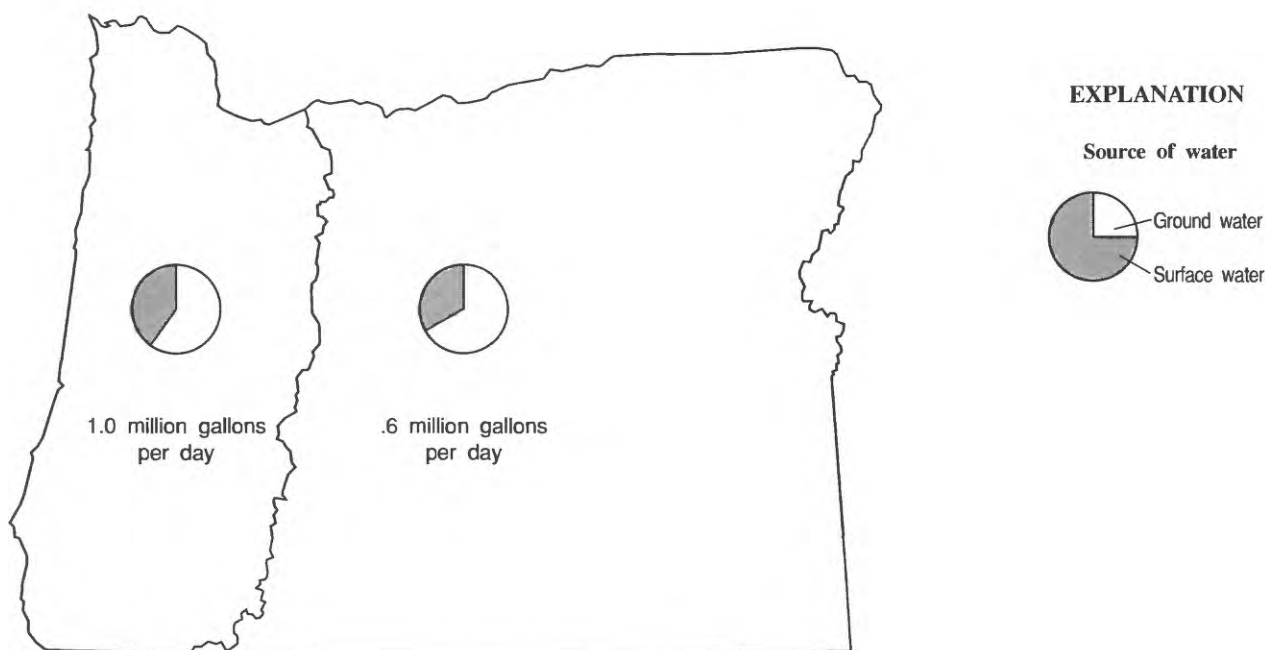 EXPLANATION
Source of water
Ground water
Surface water
1.0 million gallons
per day
.6 million gallons
per day